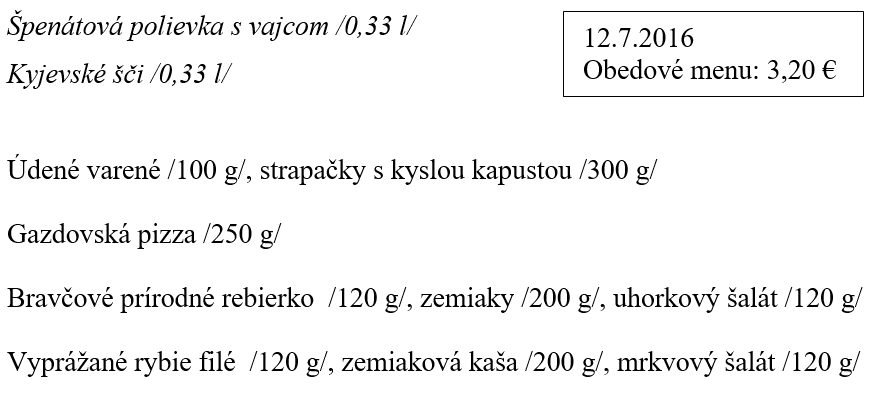 Špenátová polievka s vajcom /0,33 l/
Kyjevské šči /0,33 l/
12.7.2016
Obedové menu: 3,20 €
Údené varené /100 g/, strapačky s kyslou kapustou /300 g/
Gazdovská pizza /250 g/
Bravčové prírodné rebierko  /120 g/, zemiaky /200 g/, uhorkový šalát /120 g/
Vyprážané rybie filé  /120 g/, zemiaková kaša /200 g/, mrkvový šalát /120 g/